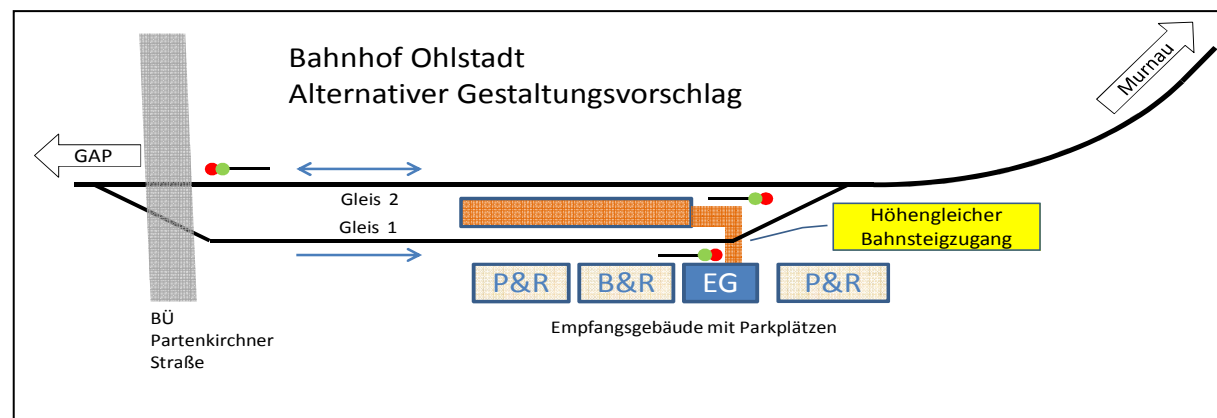 Bahnhof Ohlstadt
Alternativer Gestaltungsvorschlag
Murnau
GAP
Gleis 2
Gleis 1
Höhengleicher
Bahnsteigzugang
P&R
B&R
EG
P&R
BÜ
Partenkirchner
Straße
Empfangsgebäude mit Parkplätzen